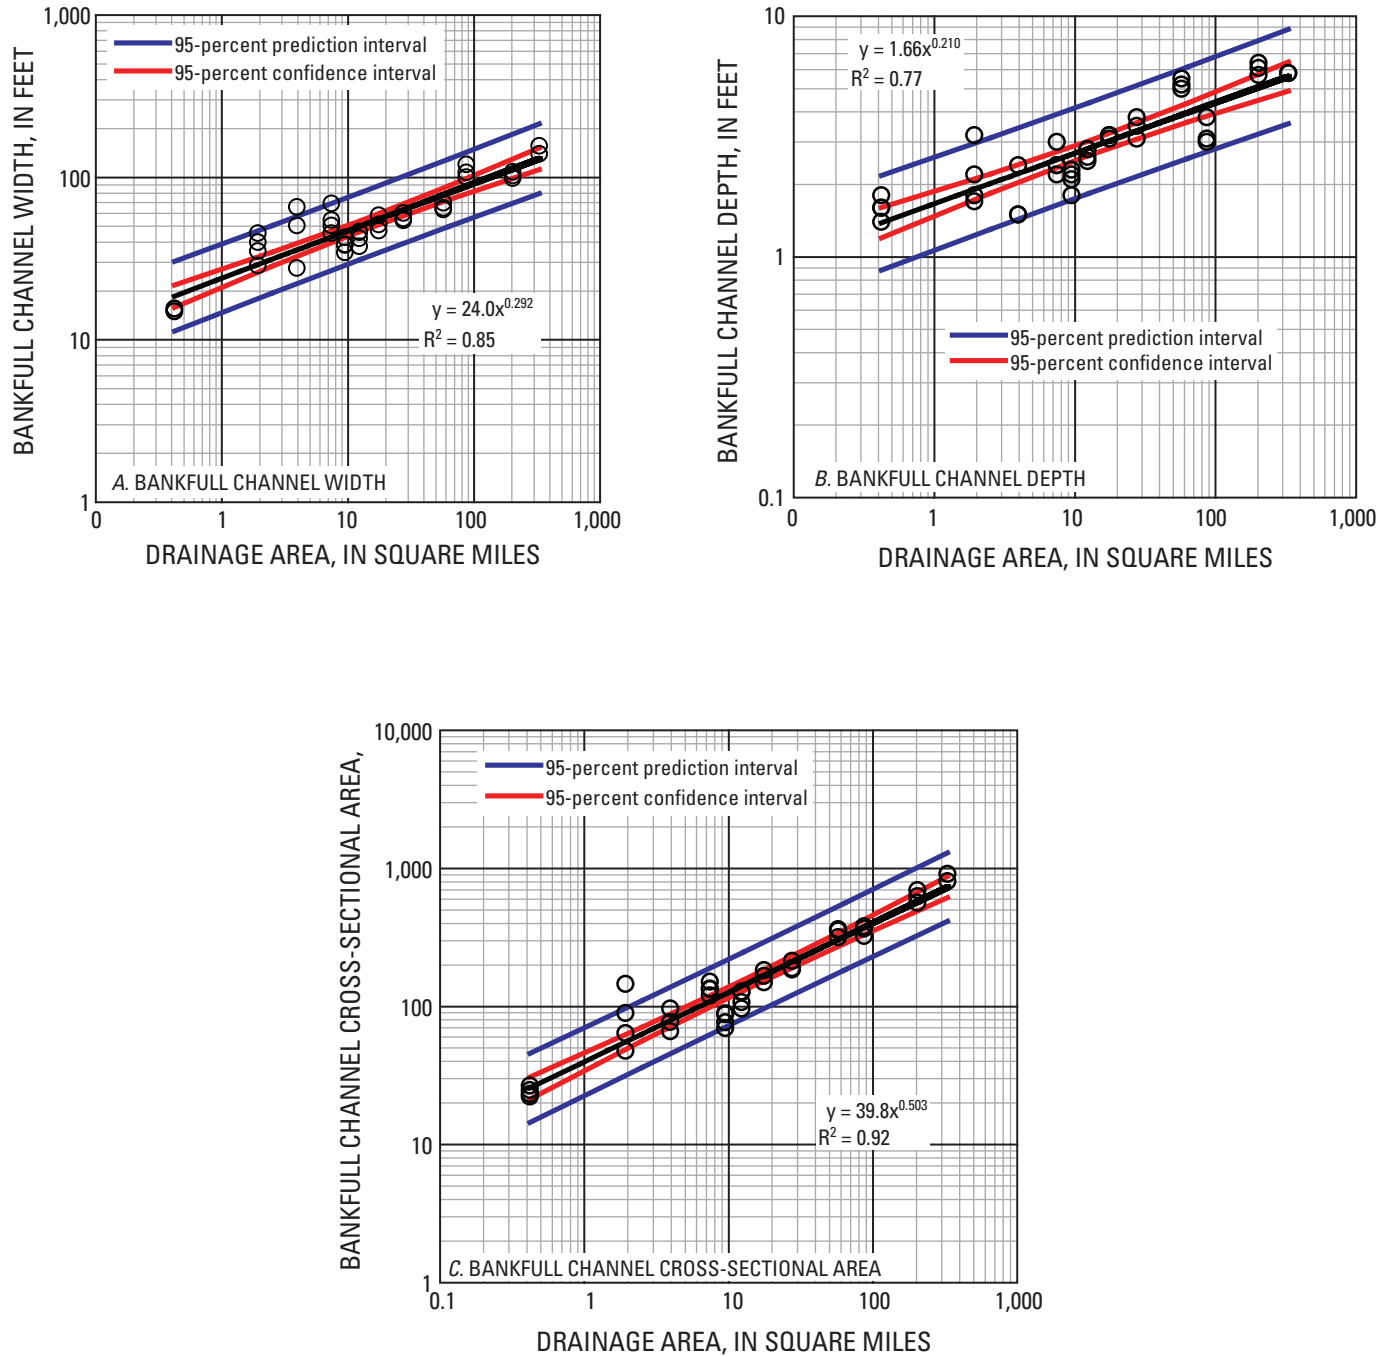 1,000
100
10
1
BANKFULL CHANNEL WIDTH, IN FEET
95-percent prediction interval
95-percent confidence interval
y = 24.0x^0.292
R² = 0.85
A. BANKFULL CHANNEL WIDTH
0 1 10 100 1,000
DRAINAGE AREA, IN SQUARE MILES
10
1
0.1
BANKFULL CHANNEL DEPTH, IN FEET
y = 1.66x^0.210
R² = 0.77
95-percent prediction interval
95-percent confidence interval
B. BANKFULL CHANNEL DEPTH
0 1 10 100 1,000
DRAINAGE AREA, IN SQUARE MILES
10,000
1,000
100
10
1
BANKFULL CHANNEL CROSS-SECTIONAL AREA,
95-percent prediction interval
95-percent confidence interval
y = 39.8x^0.503
R² = 0.92
C. BANKFULL CHANNEL CROSS-SECTIONAL AREA
0.1 1 10 100 1,000
DRAINAGE AREA, IN SQUARE MILES